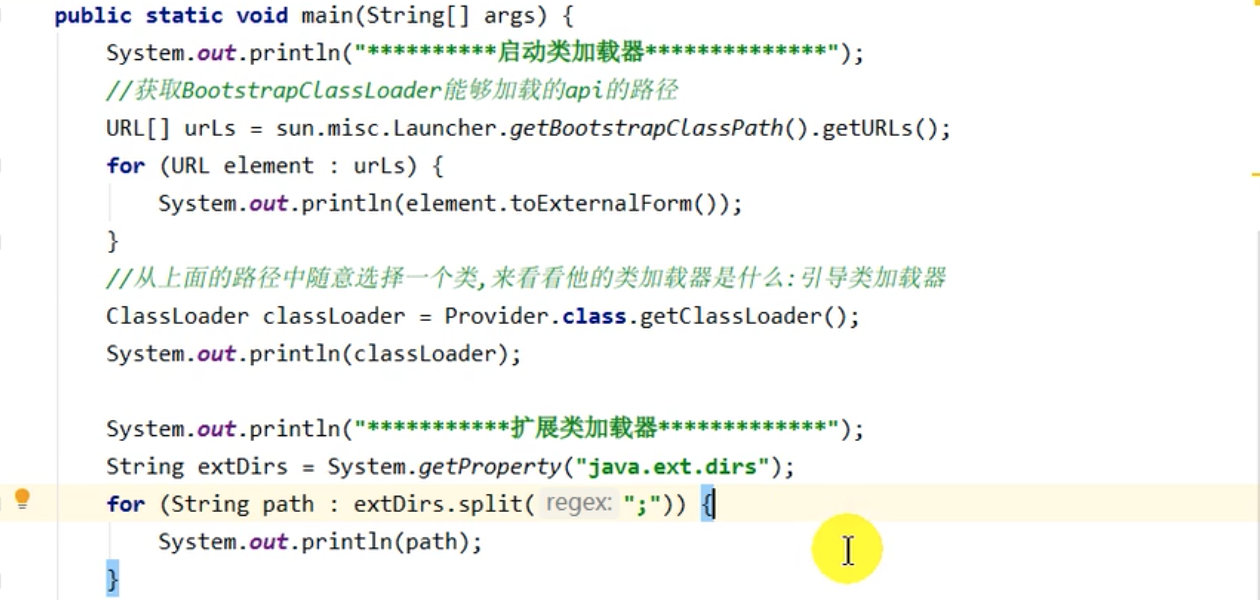 public static void main(String[] args) {
System.out.println("**********启动类加载器**************");
//获取BootstrapClassLoader能够加载的api的路径
URL[] urLs = sun.misc.Launcher.getBootstrapClassPath().getURLs();
for (URL element : urLs) {
System.out.println(element.toExternalForm());
}
//从上面的路径中随意选择一个类,来看看他的类加载器是什么:引导类加载器
ClassLoader classLoader = Provider.class.getClassLoader();
System.out.println(classLoader);
System.out.println("***********扩展类加载器*************");
String extDirs = System.getProperty("java.ext.dirs");
for (String path : extDirs.split( regex: ";")) {
System.out.println(path);
}